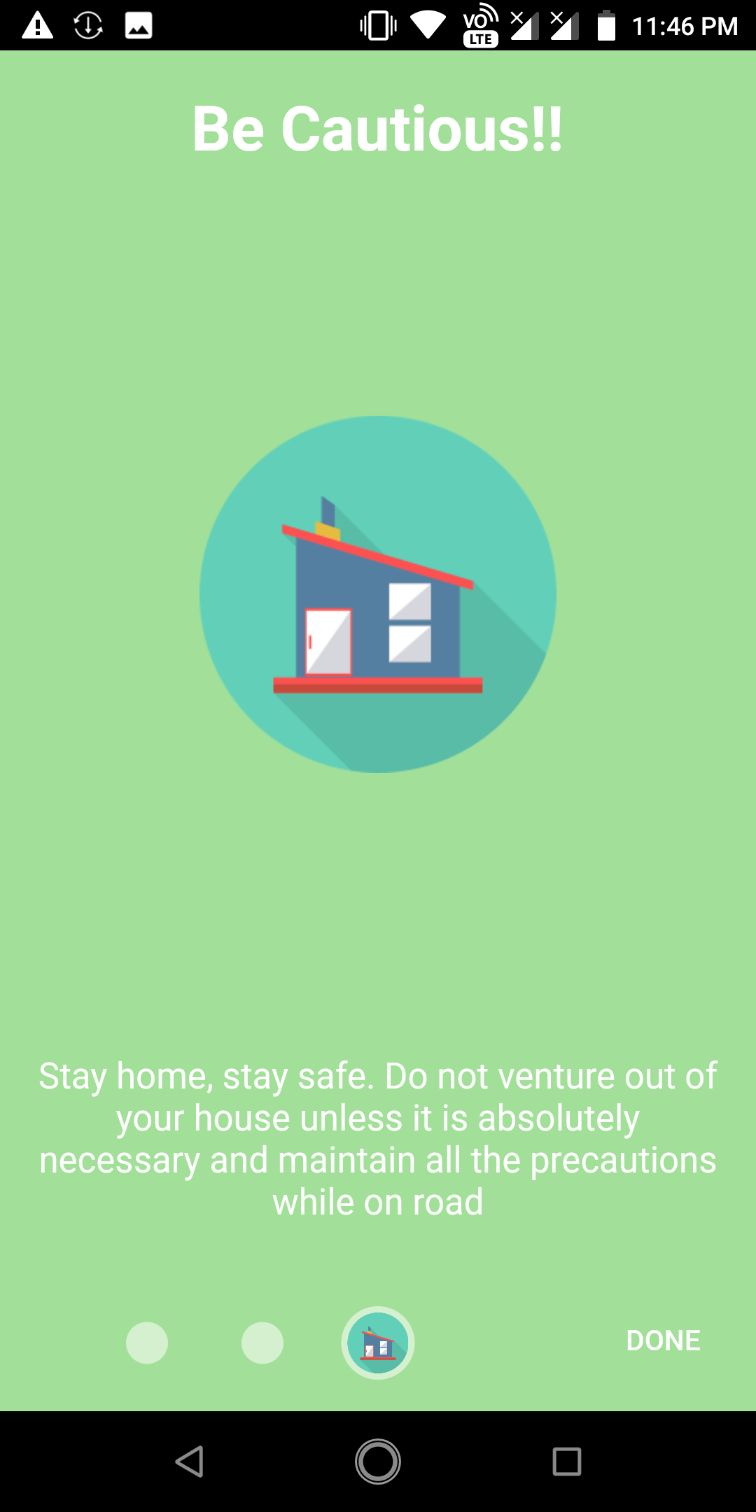 VO
LTE
11:46 PM
Be Cautious!!
Stay home, stay safe. Do not venture out of
your house unless it is absolutely
necessary and maintain all the precautions
while on road
DONE